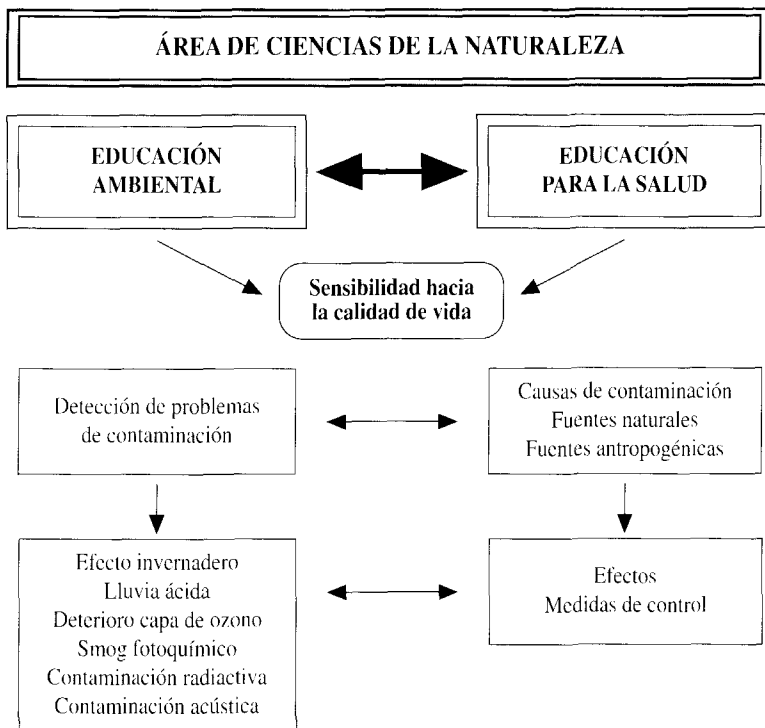 ÁREA DE CIENCIAS DE LA NATURALEZA
EDUCACIÓN
AMBIENTAL
EDUCACIÓN
PARA LA SALUD
Sensibilidad hacia
la calidad de vida
Detección de problemas
de contaminación
Causas de contaminación
Fuentes naturales
Fuentes antropogénicas
Efecto invernadero
Lluvia ácida
Deterioro capa de ozono
Smog fotoquímico
Contaminación radiactiva
Contaminación acústica
Efectos
Medidas de control